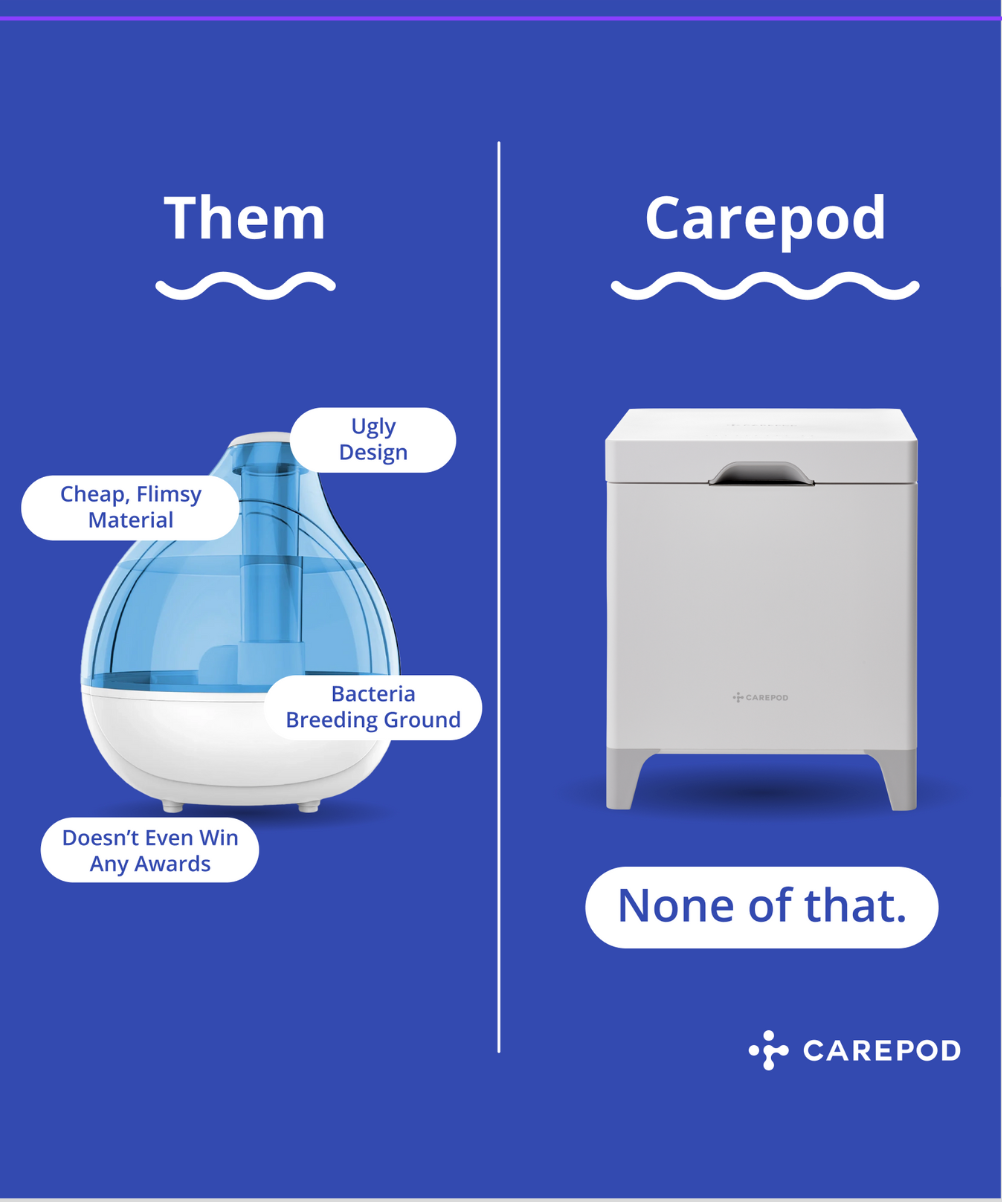 Them
Ugly
Design
Cheap, Flimsy
Material
Bacteria
Breeding Ground
Doesn’t Even Win
Any Awards
Carepod
CAREPOD
None of that.
CAREPOD